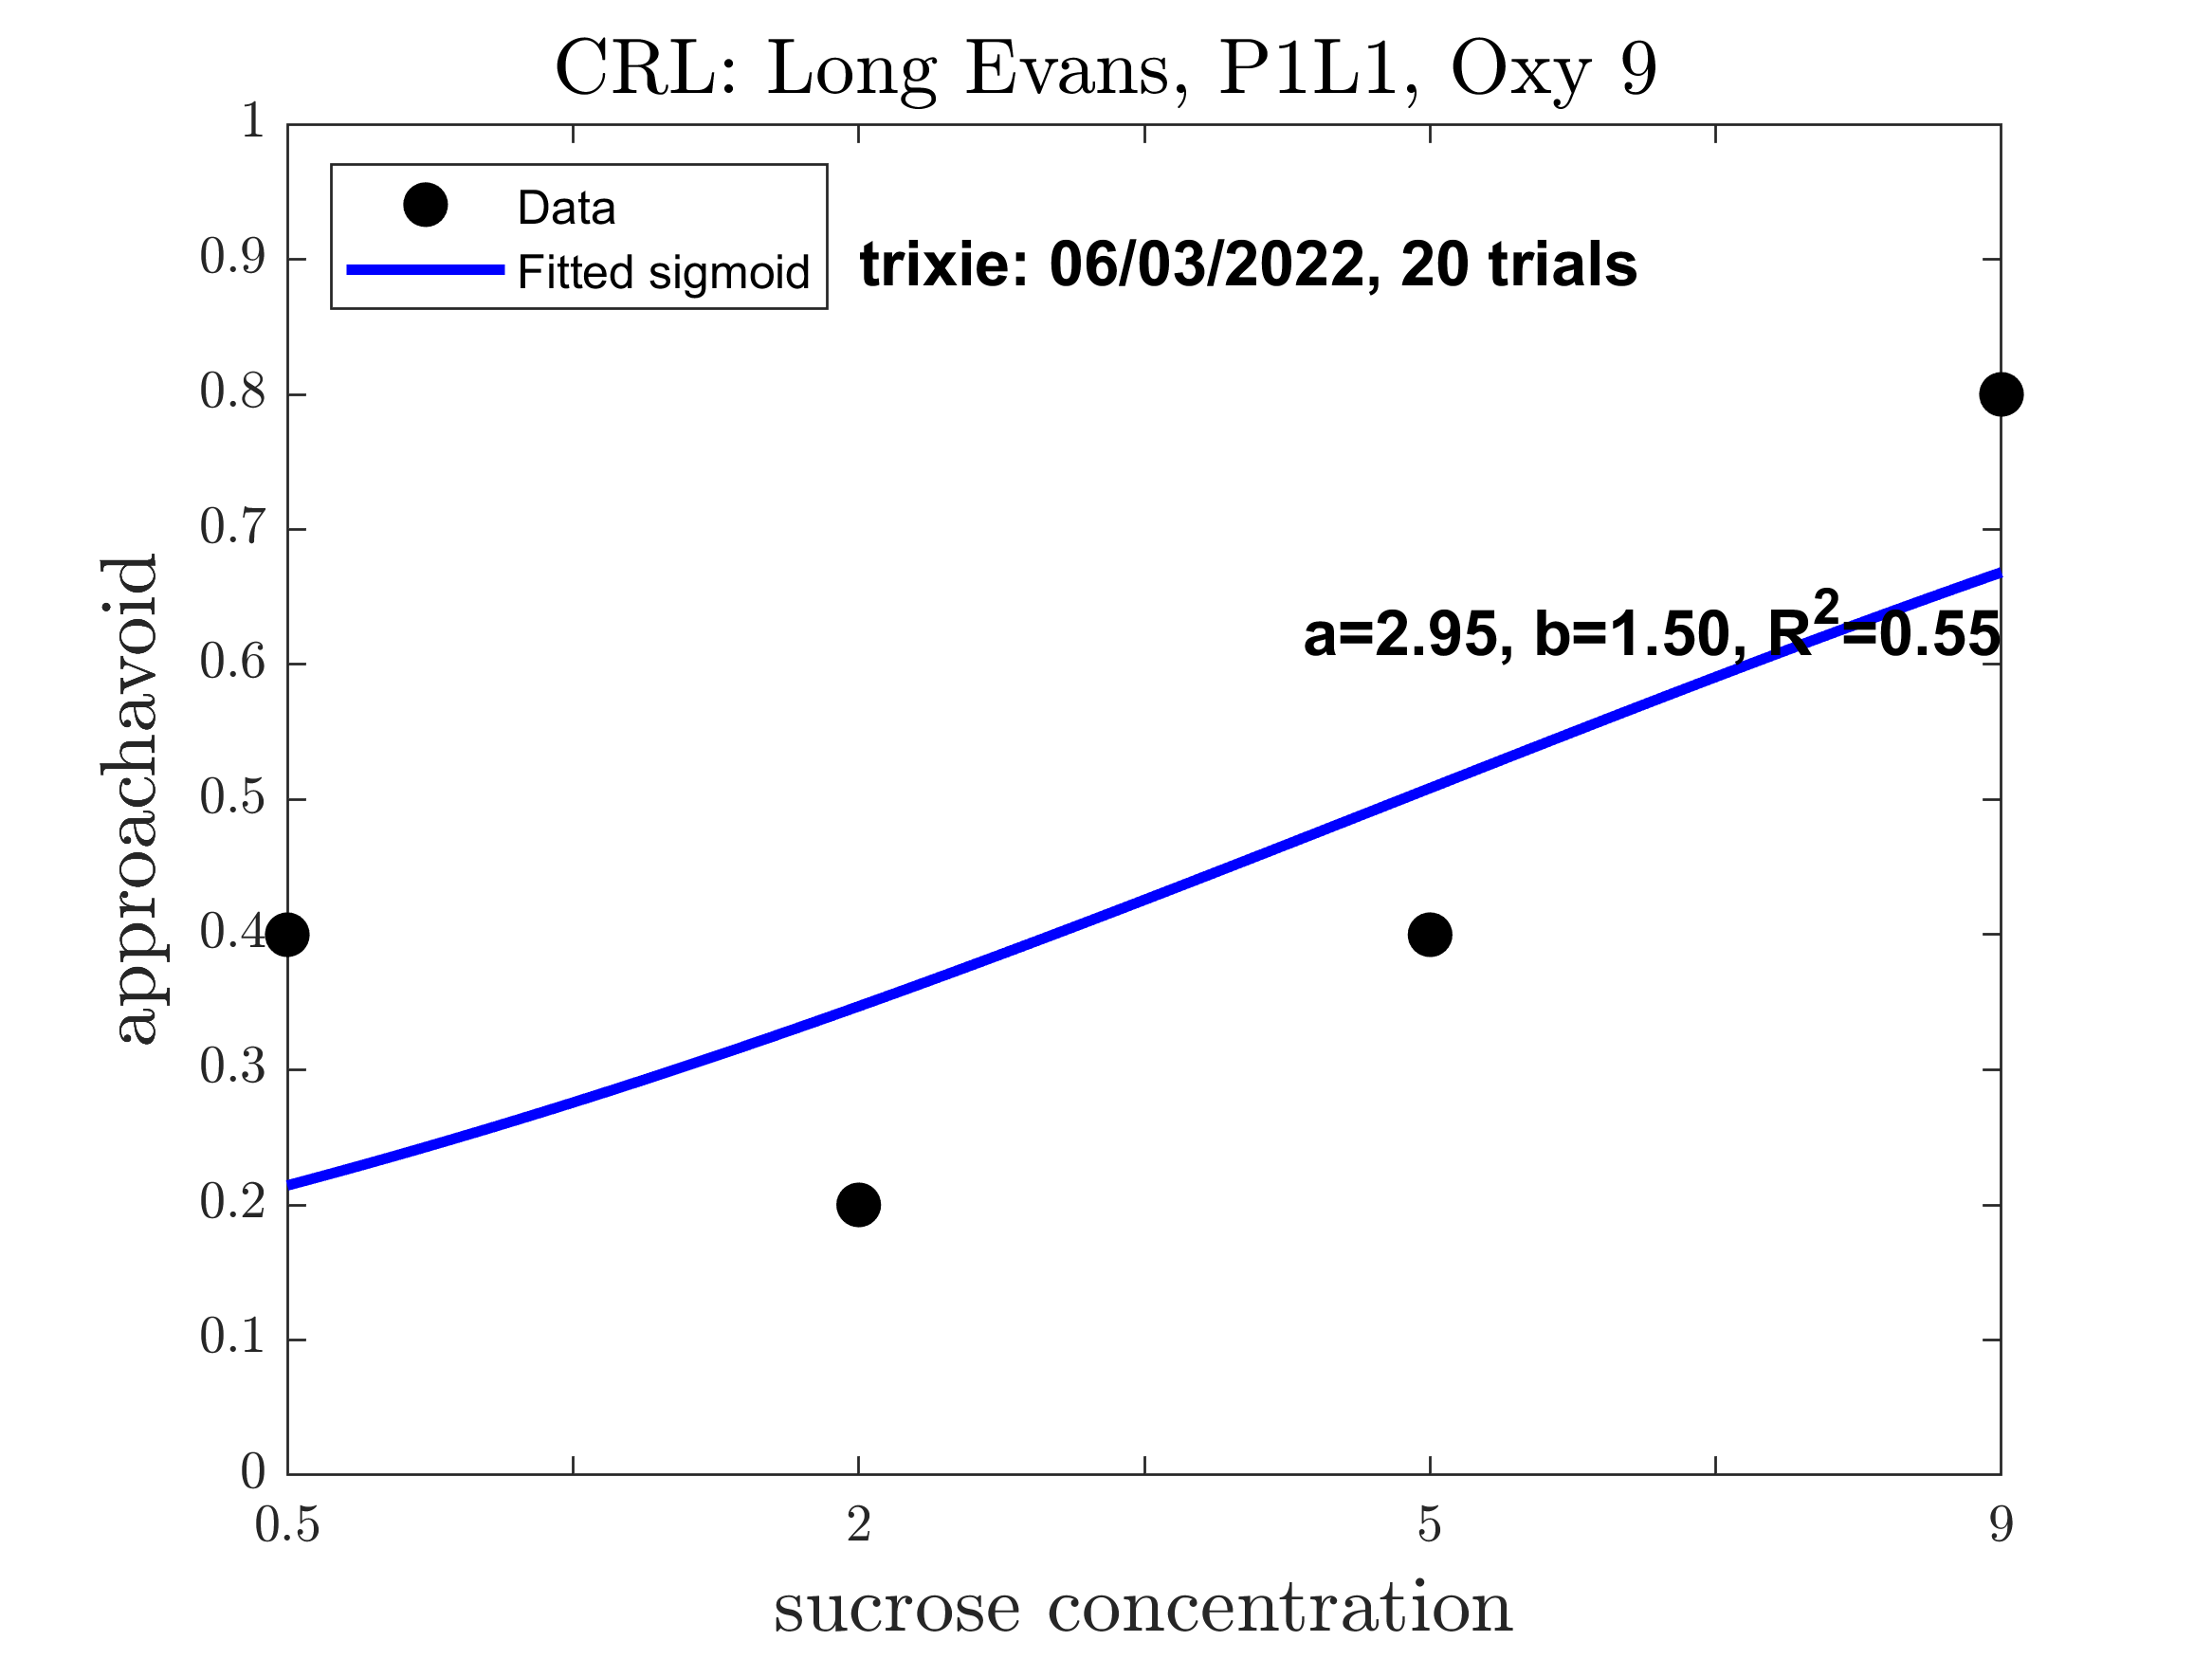 CRL: Long Evans, P1L1, Oxy 9
1
Data
Fitted sigmoid
0.9
trixie: 06/03/2022, 20 trials
0.8
0.7
a=2.95, b=1.50, R²=0.55
0.6
0.5
0.4
0.3
0.2
0.1
0
approachavoid
0.5 2 5 9
sucrose concentration